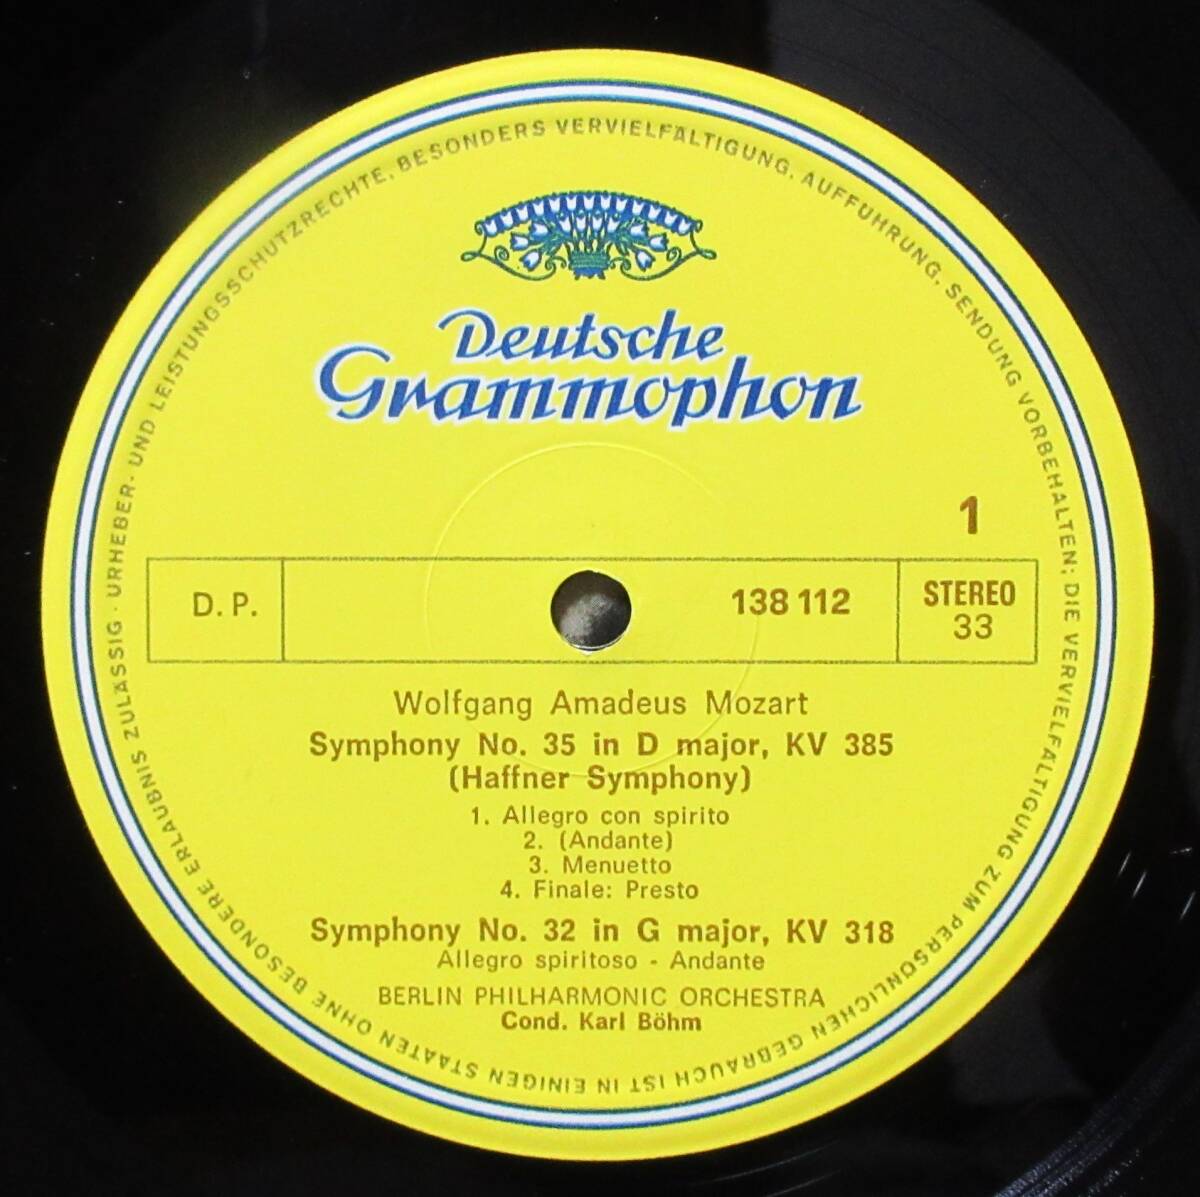 URHEBER- UND LEISTUNGSSCHUTZRECHTE, BESONDERS VERVIELFÄLTIGUNG, AUFFÜHRUNG, SENDUNG VORBEHALTEN; DIE VERVIELFÄLTIGUNG ZUM PERSÖNLICHEN GEBRAUCH IST IN EINIGEN STAATEN OHNE BESONDERE ERLAUBNIS ZULÄSSIG ·
Deutsche
Grammophon
1
D. P.
138 112
STEREO
33
Wolfgang Amadeus Mozart
Symphony No. 35 in D major, KV 385
(Haffner Symphony)
1. Allegro con spirito
2. (Andante)
3. Menuetto
4. Finale: Presto
Symphony No. 32 in G major, KV 318
Allegro spiritoso - Andante
BERLIN PHILHARMONIC ORCHESTRA
Cond. Karl Böhm